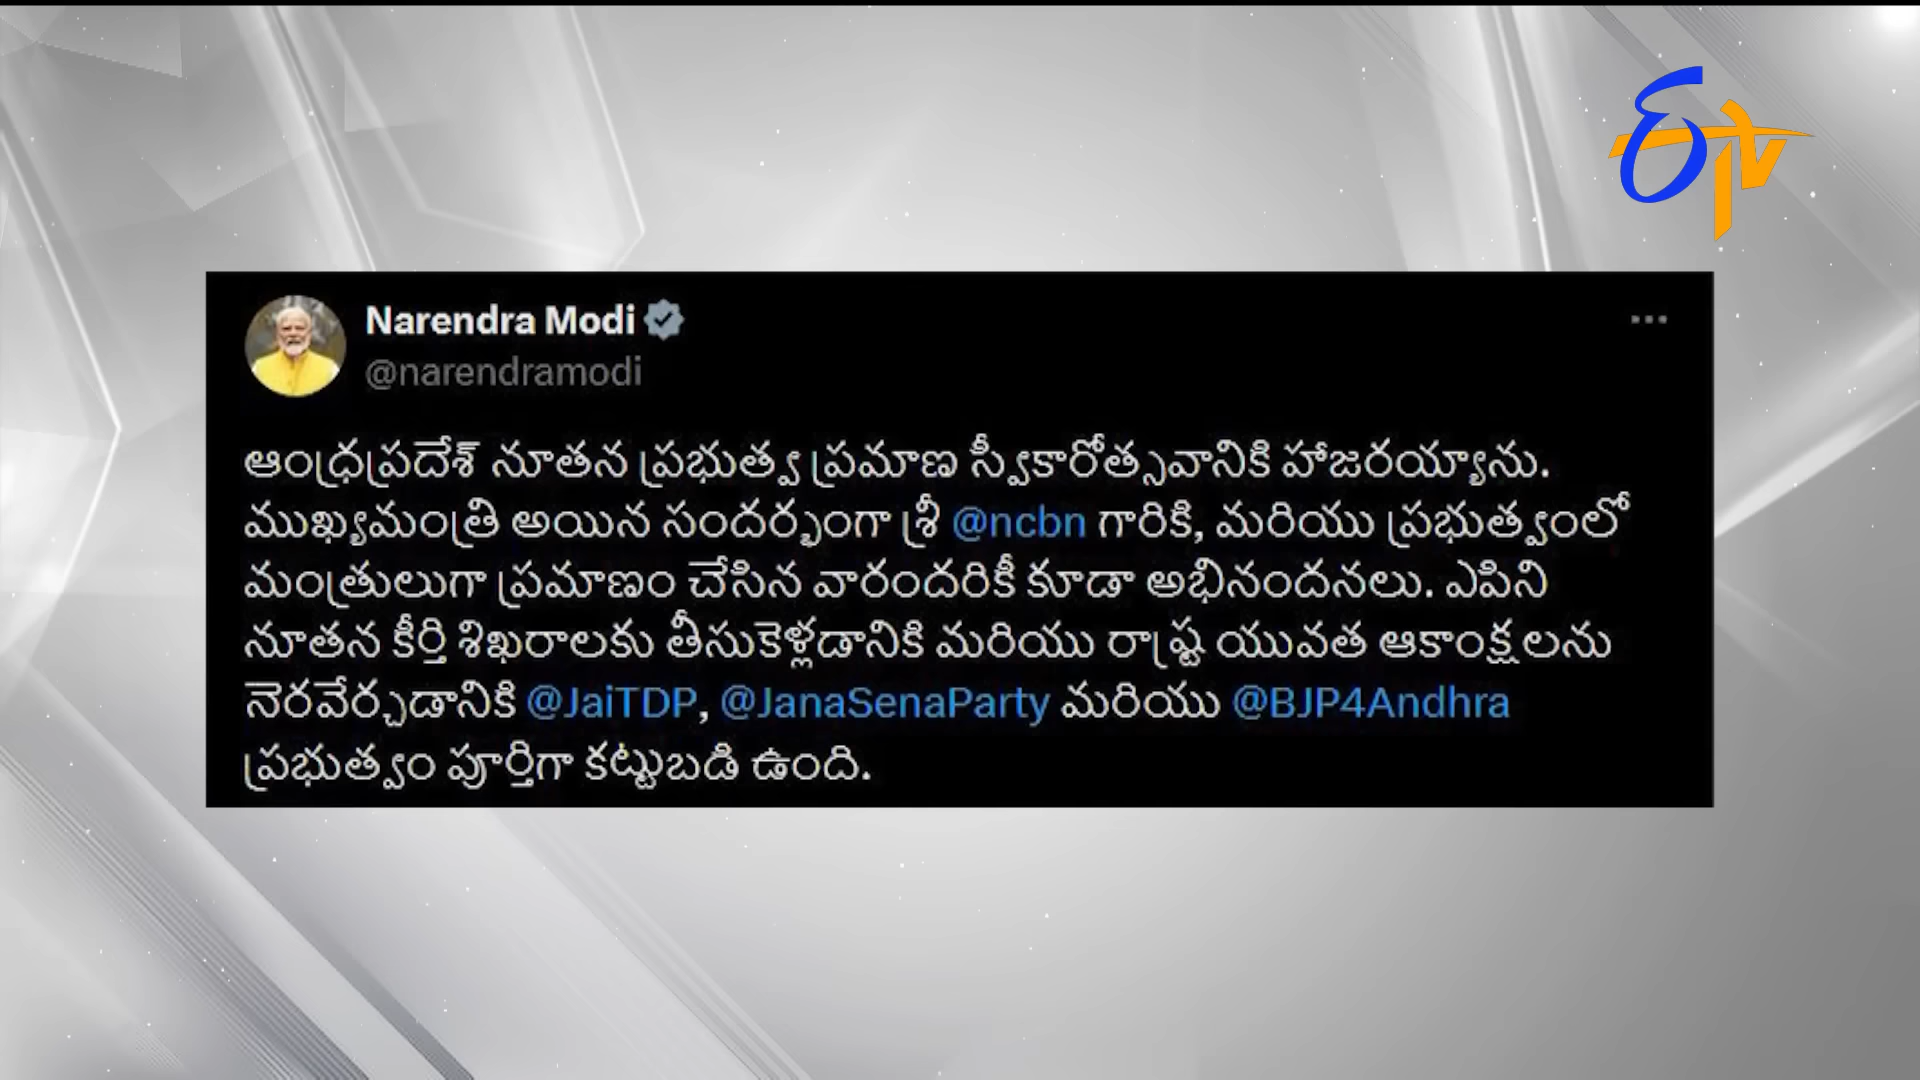 ETV
Narendra Modi
@narendramodi
ఆంధ్రప్రదేశ్ నూతన ప్రభుత్వ ప్రమాణ స్వీకారోత్సవానికి హాజరయ్యాను.
ముఖ్యమంత్రి అయిన సందర్భంగా శ్రీ @ncbn గారికి, మరియు ప్రభుత్వంలో
మంత్రులుగా ప్రమాణం చేసిన వారందరికీ కూడా అభినందనలు. ఎపిని
నూతన కీర్తి శిఖరాలకు తీసుకెళ్లడానికి మరియు రాష్ట్ర యువత ఆకాంక్షలను
నెరవేర్చడానికి @JaiTDP, @JanaSenaParty మరియు @BJP4Andhra
ప్రభుత్వం పూర్తిగా కట్టుబడి ఉంది.